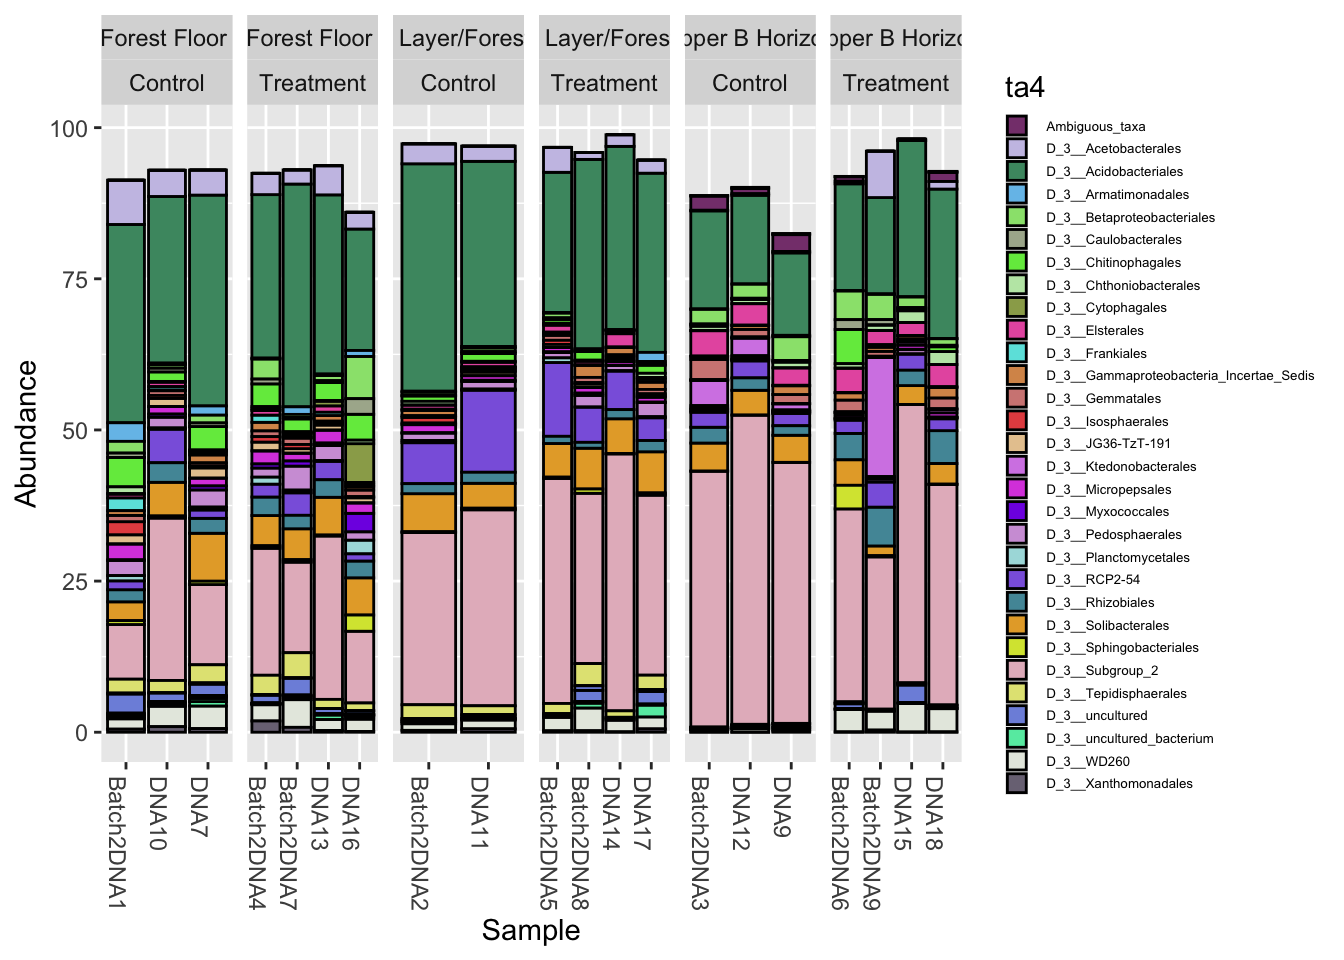 Forest Floor
Forest Floor
Layer/Fores
Layer/Fores
pper B Horizo
pper B Horizo
Control
Treatment
Control
Treatment
Control
Treatment
100
75
50
25
0
Abundance
Batch2DNA1
DNA10
DNA7
Batch2DNA4
Batch2DNA7
DNA13
DNA16
Batch2DNA2
DNA11
Batch2DNA5
Batch2DNA8
DNA14
DNA17
Batch2DNA3
DNA12
DNA9
Batch2DNA6
Batch2DNA9
DNA15
DNA18
Sample
ta4
Ambiguous_taxa
D_3__Acetobacterales
D_3__Acidobacteriales
D_3__Armatimonadales
D_3__Betaproteobacteriales
D_3__Caulobacterales
D_3__Chitinophagales
D_3__Chthoniobacterales
D_3__Cytophagales
D_3__Elsterales
D_3__Frankiales
D_3__Gammaproteobacteria_Incertae_Sedis
D_3__Gemmatales
D_3__Isosphaerales
D_3__JG36-TzT-191
D_3__Ktedonobacterales
D_3__Micropepsales
D_3__Myxococcales
D_3__Pedosphaerales
D_3__Planctomycetales
D_3__RCP2-54
D_3__Rhizobiales
D_3__Solibacterales
D_3__Sphingobacteriales
D_3__Subgroup_2
D_3__Tepidisphaerales
D_3__uncultured
D_3__uncultured_bacterium
D_3__WD260
D_3__Xanthomonadales